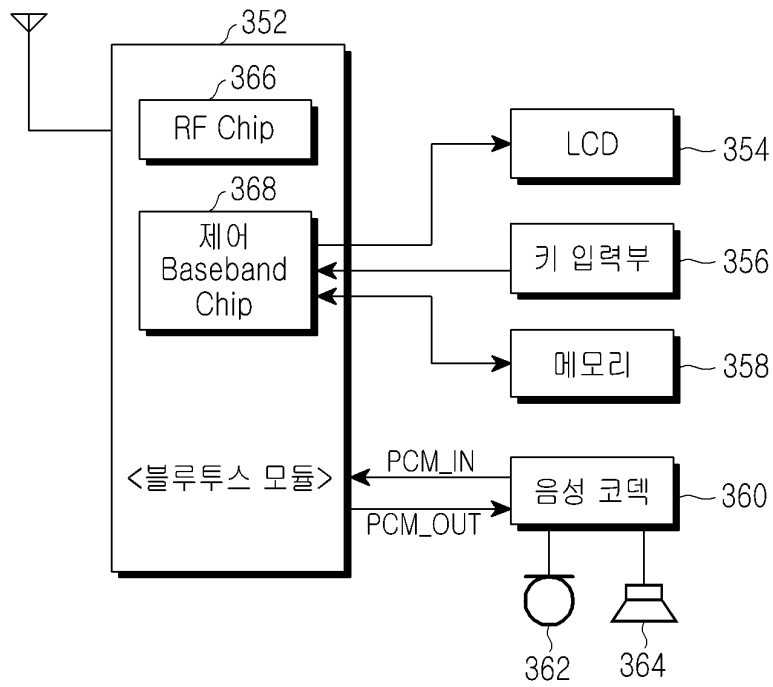 352
366
RF Chip
368
제어
Baseband
Chip
<블루투스 모듈>
LCD
354
키 입력부
356
메모리
358
PCM_IN
PCM_OUT
음성 코덱
360
362
364